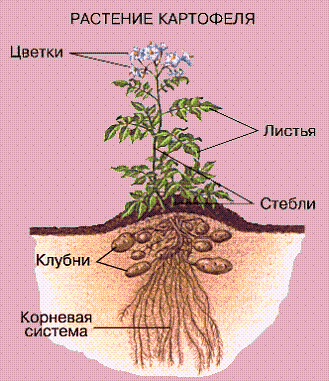 РАСТЕНИЕ КАРТОФЕЛЯ
Цветки
Листья
Стебли
Клубни
Корневая
система